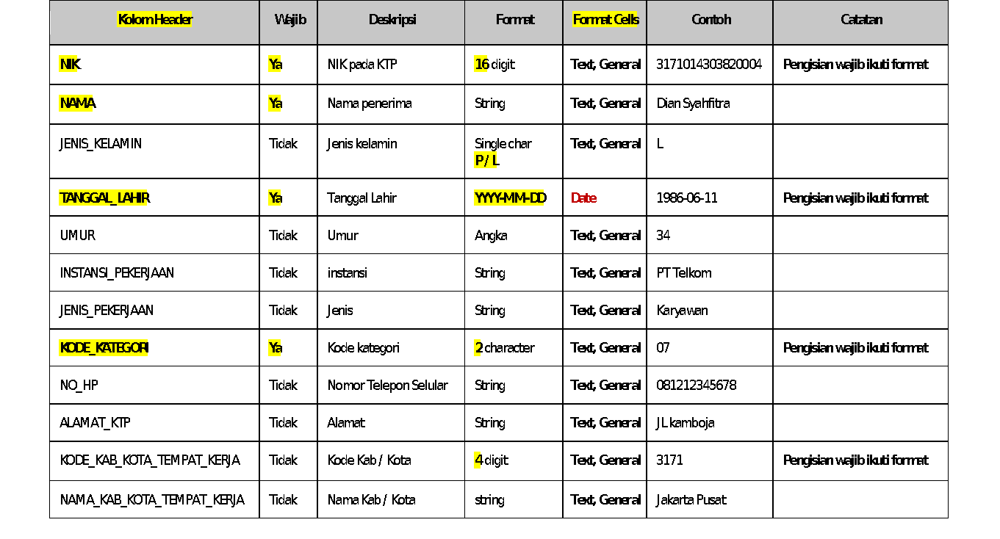 Kolom Header Wajib Deskripsi Format Format Cells Contoh Catatan
NIK Ya NIK pada KTP 16 digit Text, General 3171014303820004 Pengisian wajib ikuti format
NAMA Ya Nama penerima String Text, General Dian Syahfitra
JENIS_KELAMIN Tidak Jenis kelamin Single char Text, General L
P / L
TANGGAL_LAHIR Ya Tanggal Lahir YYYY-MM-DD Date 1986-06-11 Pengisian wajib ikuti format
UMUR Tidak Umur Angka Text, General 34
INSTANSI_PEKERJAAN Tidak instansi String Text, General PT Telkom
JENIS_PEKERJAAN Tidak Jenis String Text, General Karyawan
KODE_KATEGORI Ya Kode kategori 2 character Text, General 07 Pengisian wajib ikuti format
NO_HP Tidak Nomor Telepon Selular String Text, General 081212345678
ALAMAT_KTP Tidak Alamat String Text, General JL kamboja
KODE_KAB_KOTA_TEMPAT_KERJA Tidak Kode Kab / Kota 4 digit Text, General 3171 Pengisian wajib ikuti format
NAMA_KAB_KOTA_TEMPAT_KERJA Tidak Nama Kab / Kota string Text, General Jakarta Pusat